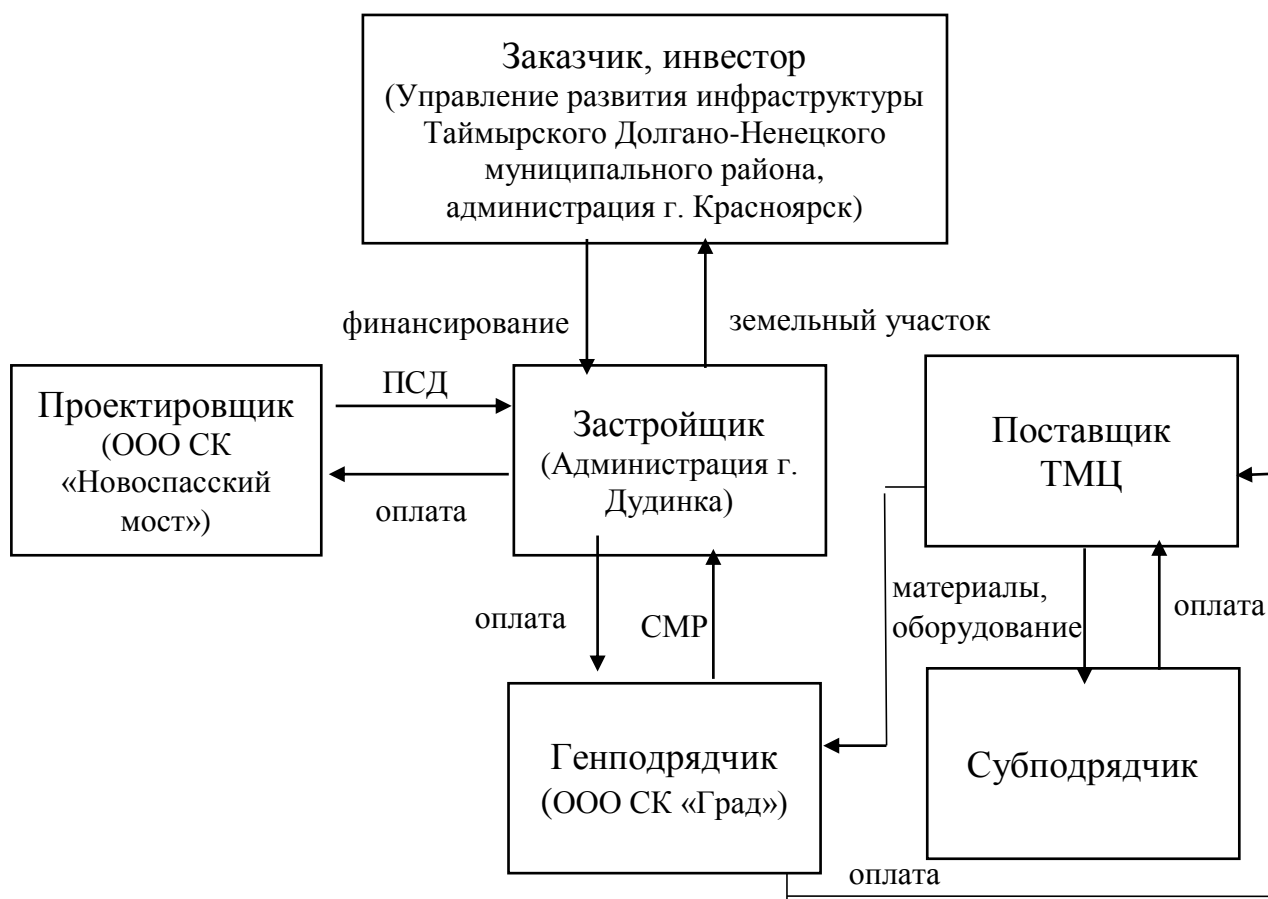 Заказчик, инвестор
(Управление развития инфраструктуры
Таймырского Долгано-Ненецкого
муниципального района,
администрация г. Красноярск)
финансирование
земельный участок
Проектировщик
(ООО СК
«Новоспасский
мост»)
ПСД
оплата
Застройщик
(Администрация г.
Дудинка)
Поставщик
ТМЦ
оплата
СМР
материалы,
оборудование
оплата
Генподрядчик
(ООО СК «Град»)
Субподрядчик
оплата